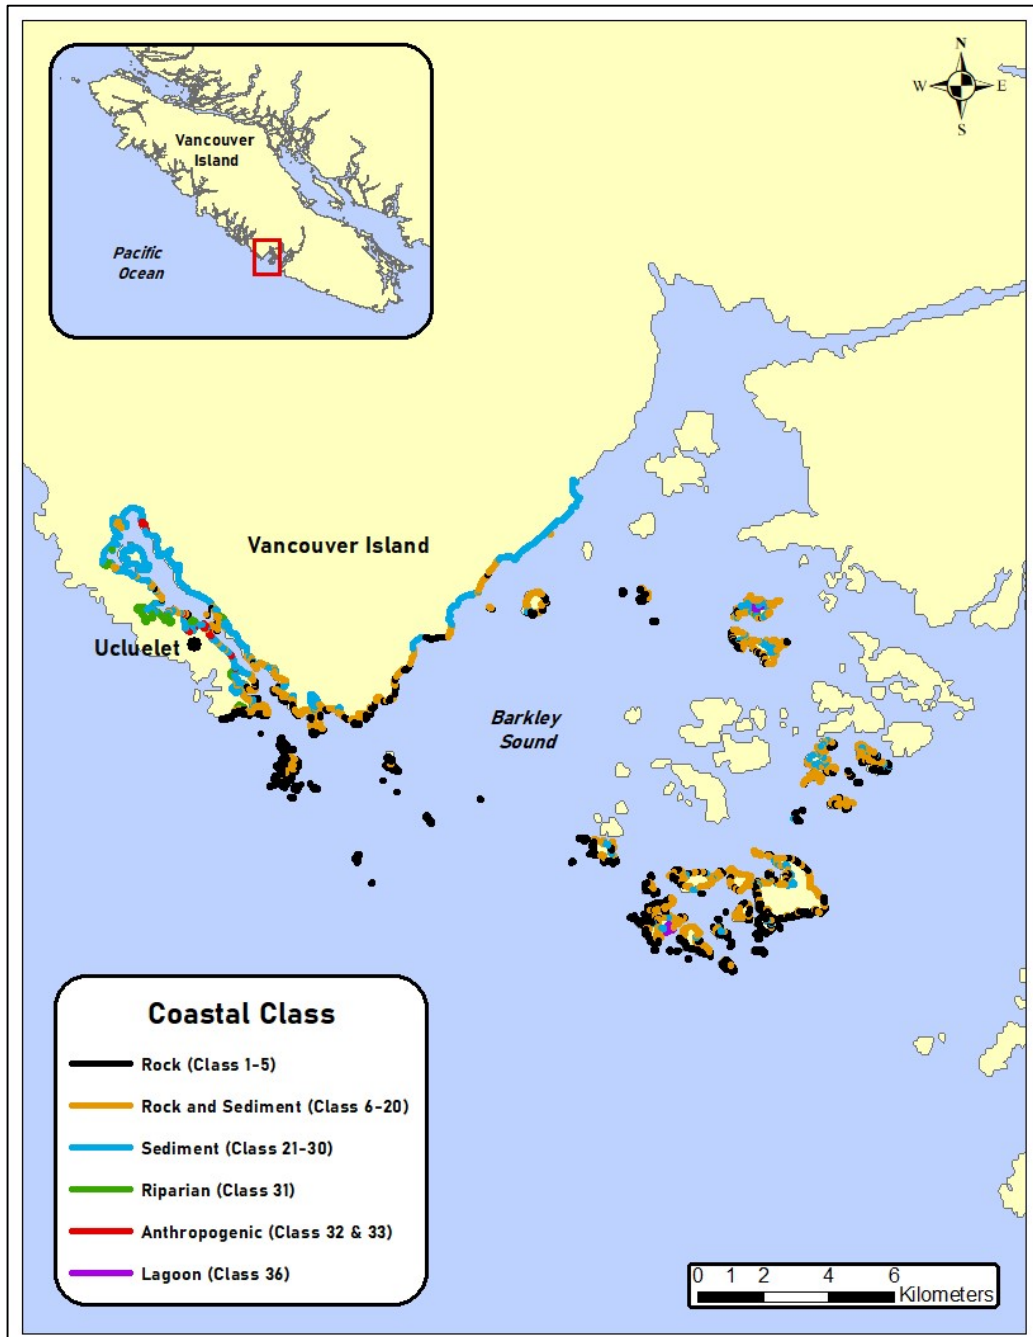 N
W E
S
Vancouver
Island
Pacific
Ocean
Vancouver Island
Ucluelet
Barkley
Sound
Coastal Class
Rock (Class 1-5)
Rock and Sediment (Class 6-20)
Sediment (Class 21-30)
Riparian (Class 31)
Anthropogenic (Class 32 & 33)
Lagoon (Class 36)
0 1 2 4 6
Kilometers